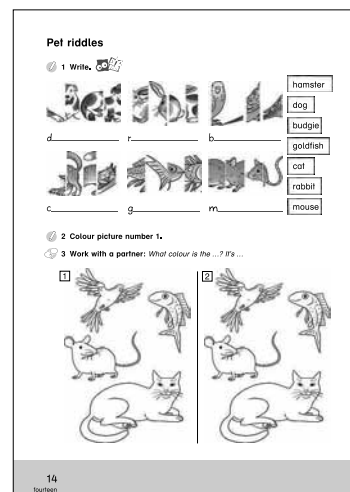 Pet riddles
1 Write.
hamster
dog
budgie
goldfish
cat
rabbit
mouse
d
r
b
c
g
m
2 Colour picture number 1.
3 Work with a partner: What colour is the ...? It's ...
1
2
14
fourteen